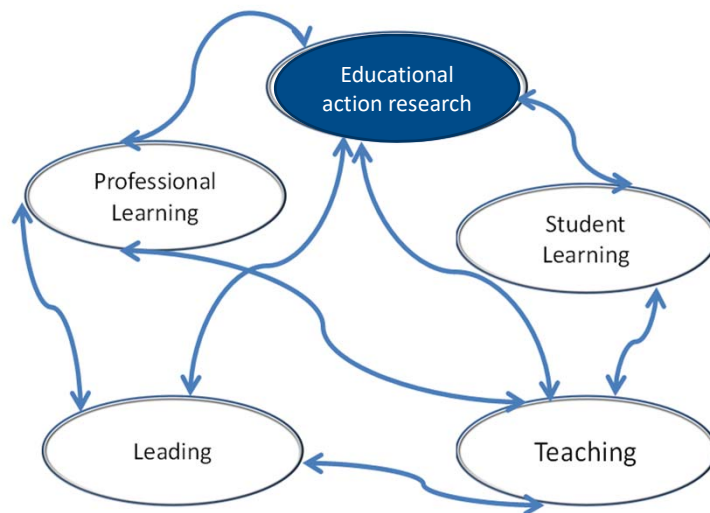 Educational
action research
Professional
Learning
Student
Learning
Leading
Teaching